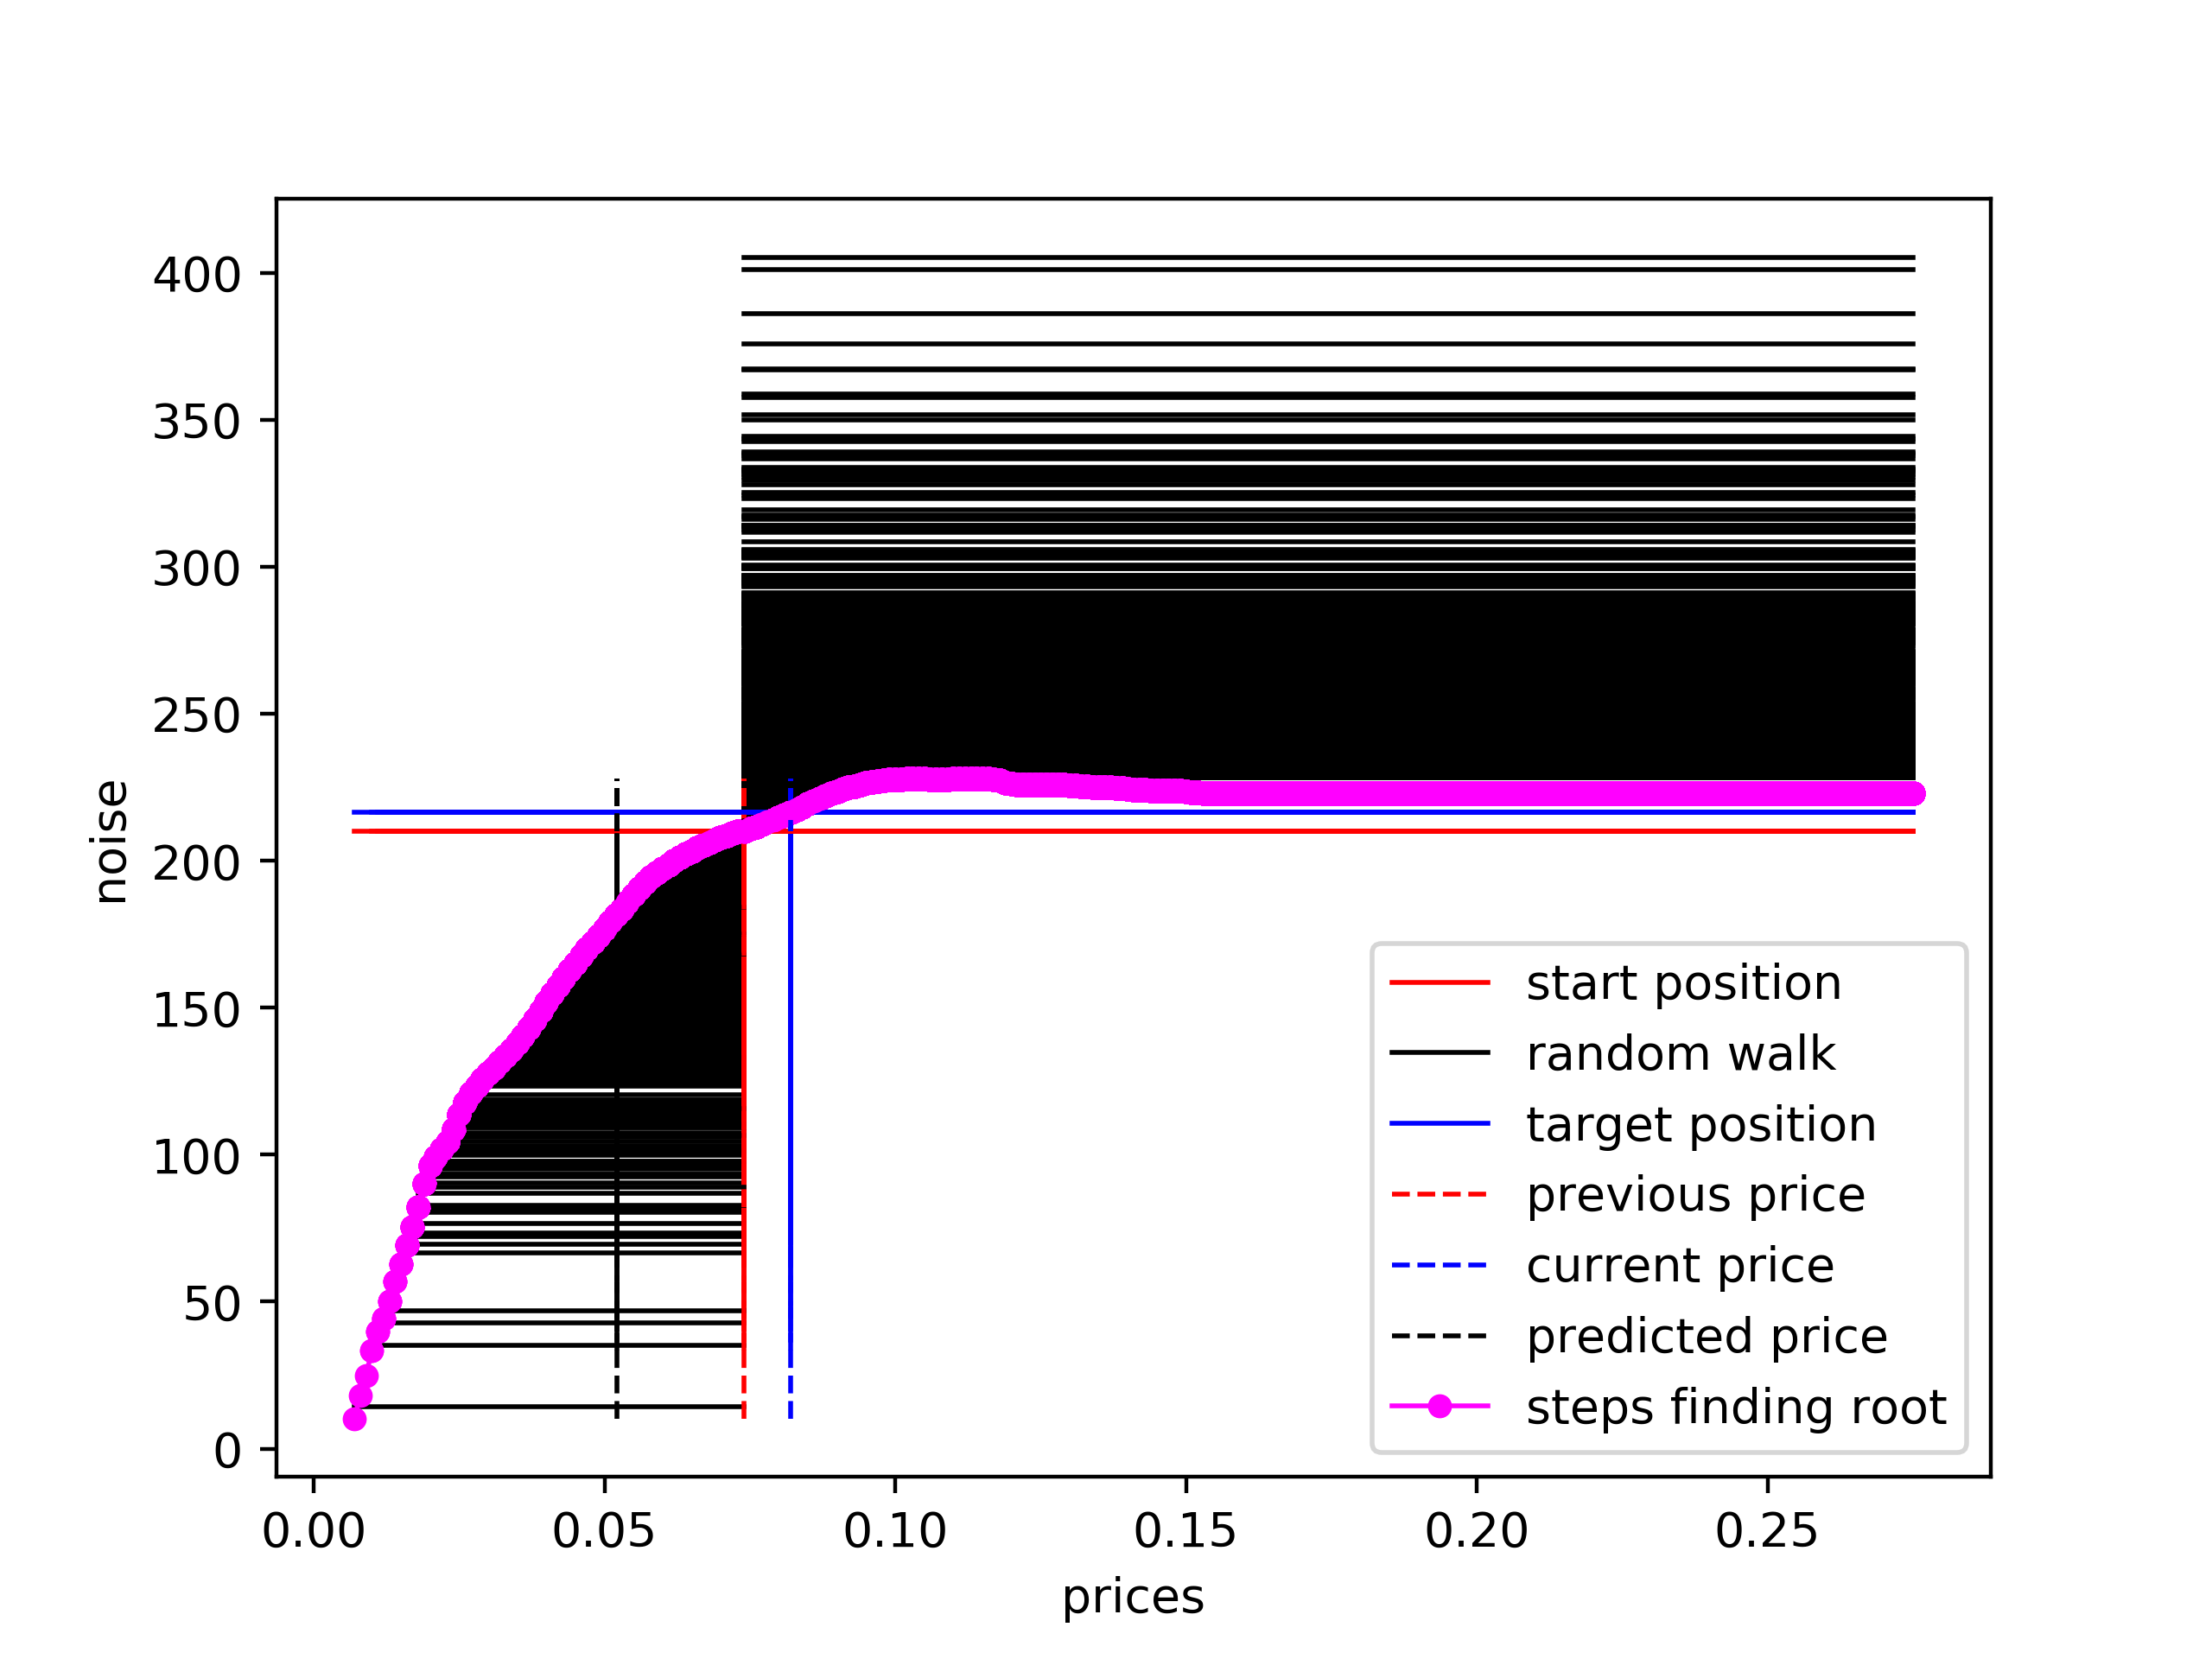 400
350
300
250
200
150
100
50
0
noise
0.00 0.05 0.10 0.15 0.20 0.25
prices
start position
random walk
target position
previous price
current price
predicted price
steps finding root